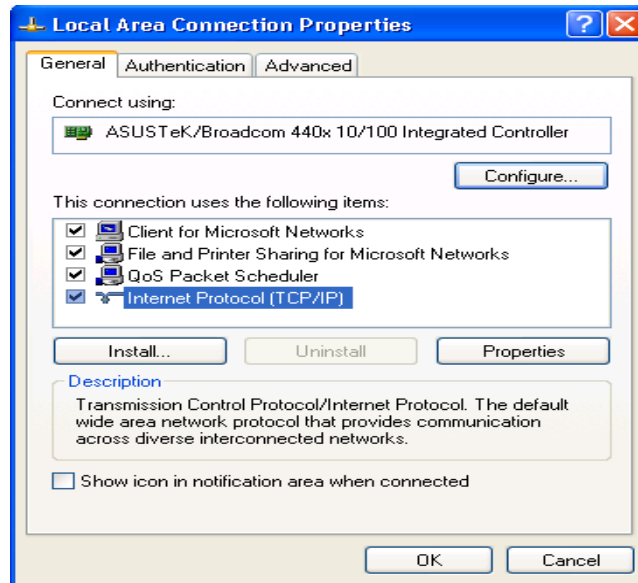 Local Area Connection Properties
General Authentication Advanced
Connect using:
ASUSTeK/Broadcom 440x 10/100 Integrated Controller
Configure...
This connection uses the following items:
Client for Microsoft Networks
File and Printer Sharing for Microsoft Networks
QoS Packet Scheduler
Internet Protocol (TCP/IP)
Install... Uninstall Properties
Description
Transmission Control Protocol/Internet Protocol. The default
wide area network protocol that provides communication
across diverse interconnected networks.
Show icon in notification area when connected
OK Cancel